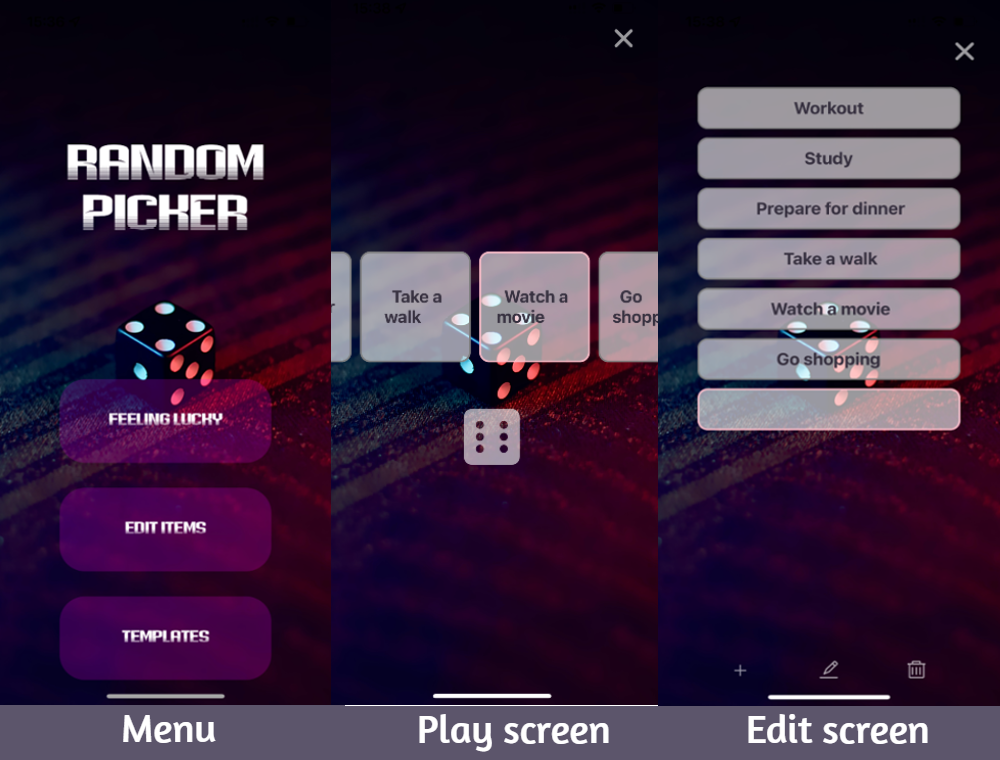 RANDOM
PICKER
FEELING LUCKY
EDIT ITEMS
TEMPLATES
Take a
walk
Watch a
movie
Go
shopp
Workout
Study
Prepare for dinner
Take a walk
Watch a movie
Go shopping
Menu
Play screen
Edit screen